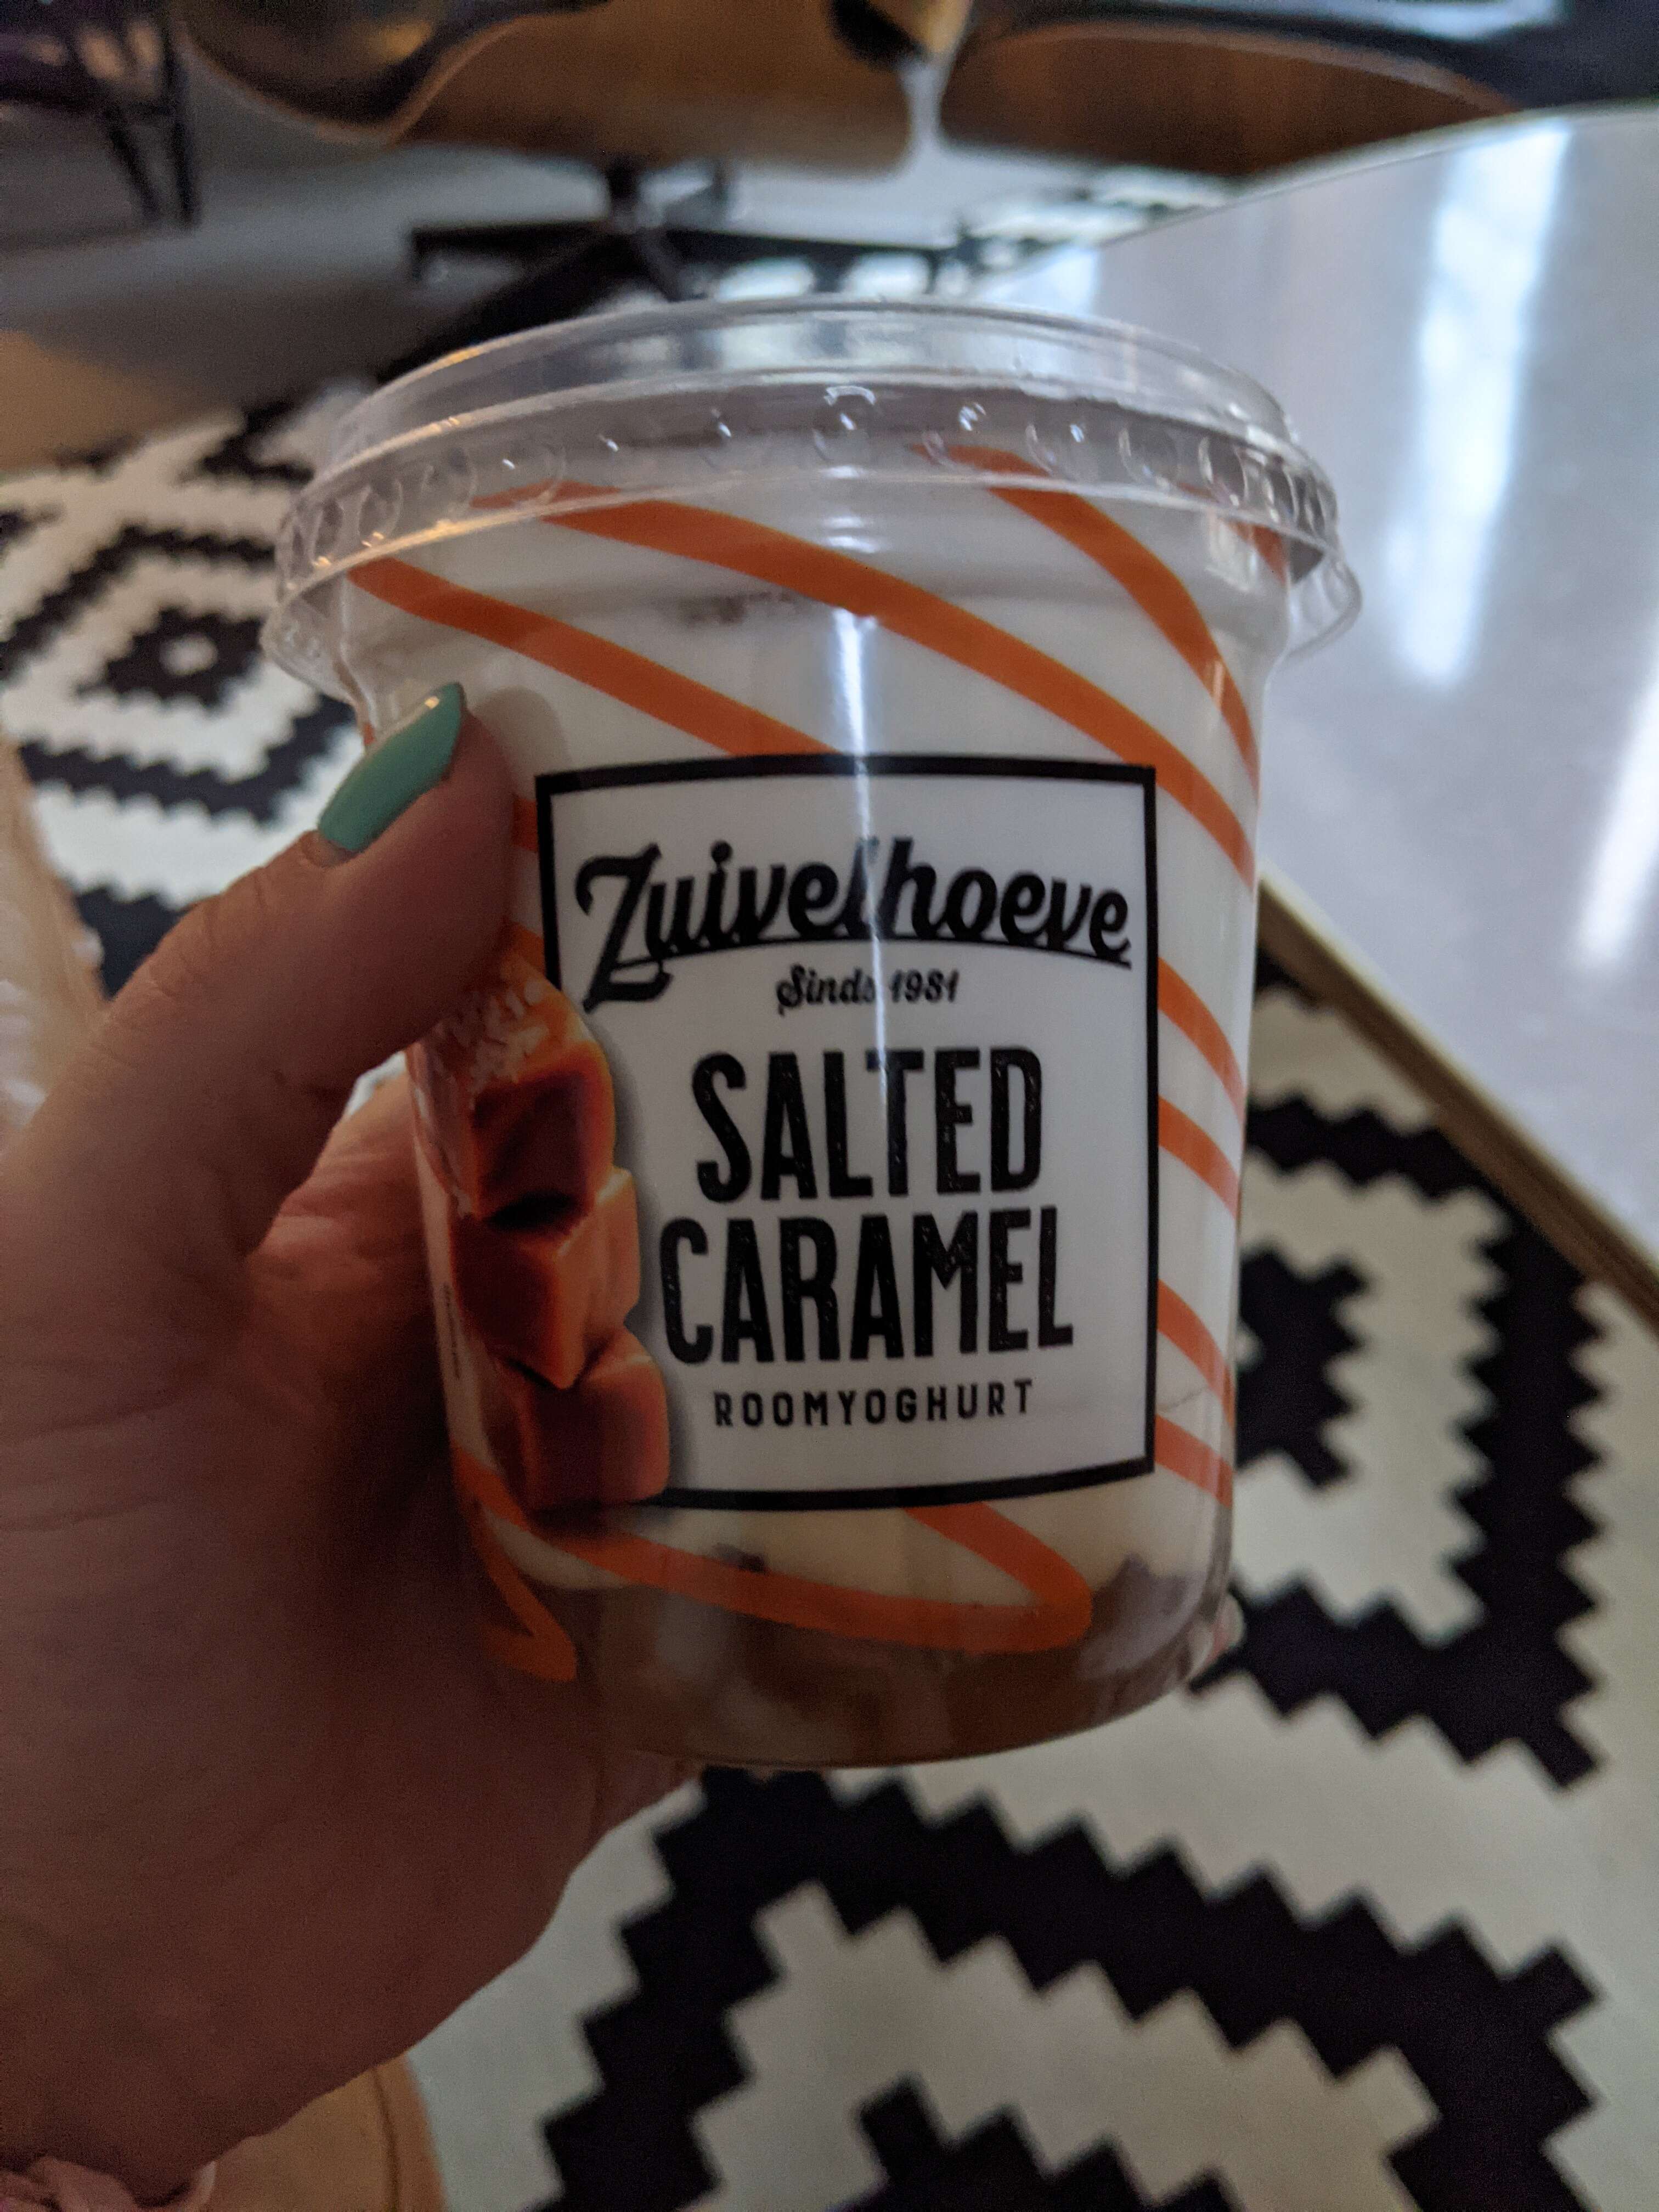 Zuivelhoeve
Sinds 1981
SALTED
CARAMEL
ROOMYOGHURT